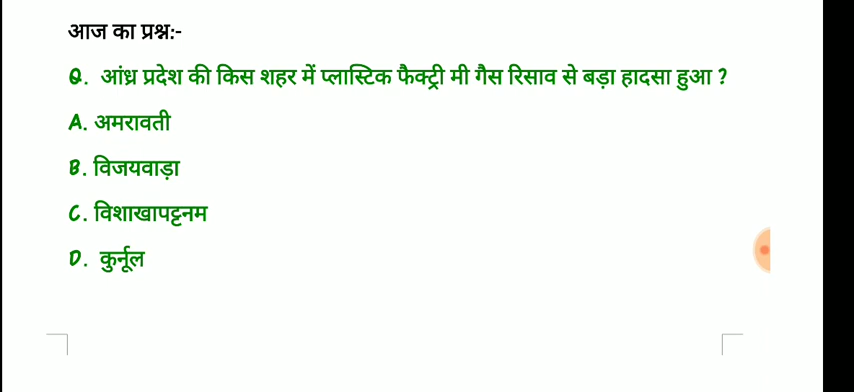 आज का प्रश्न:-
Q. आंध्र प्रदेश की किस शहर में प्लास्टिक फैक्ट्री मी गैस रिसाव से बड़ा हादसा हुआ ?
A. अमरावती
B. विजयवाड़ा
C. विशाखापट्टनम
D. कुर्नूल